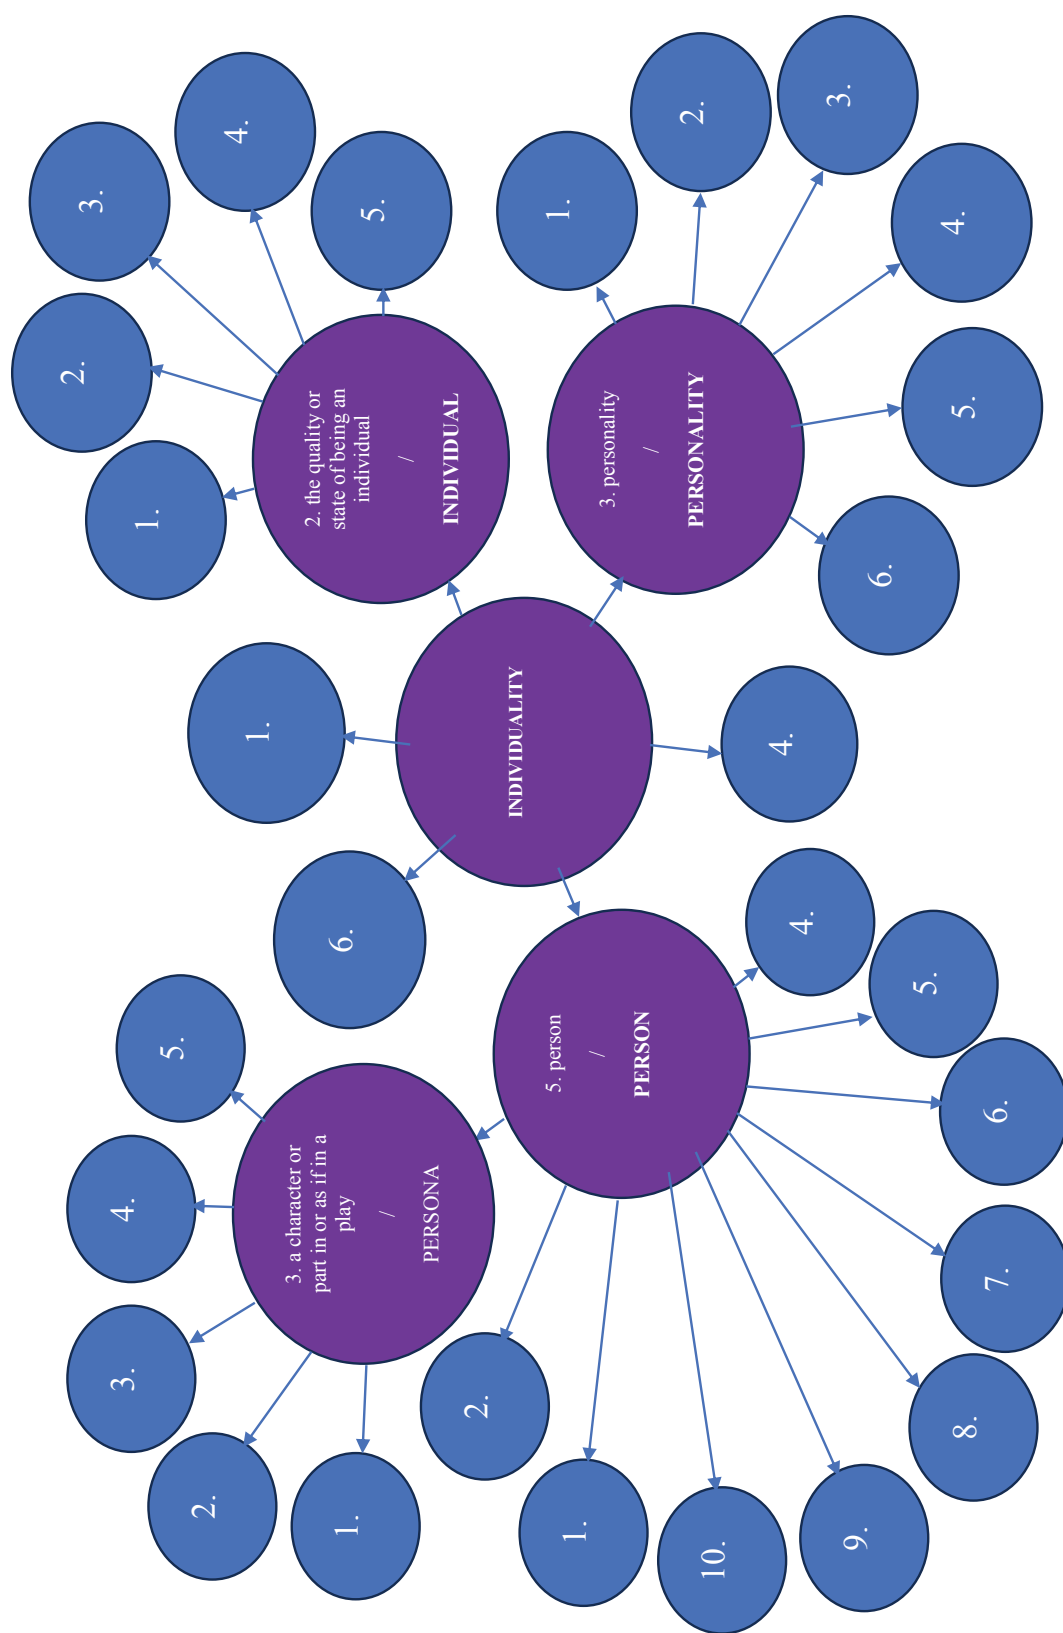 3. a character or
part in or as if in a
play
/
PERSONA
1.
2.
3.
4.
5.
5. person
/
PERSON
1.
2.
4.
5.
6.
7.
8.
9.
10.
INDIVIDUALITY
1.
4.
6.
2. the quality or
state of being an
individual
/
INDIVIDUAL
1.
2.
3.
4.
5.
3. personality
/
PERSONALITY
1.
2.
3.
4.
5.
6.